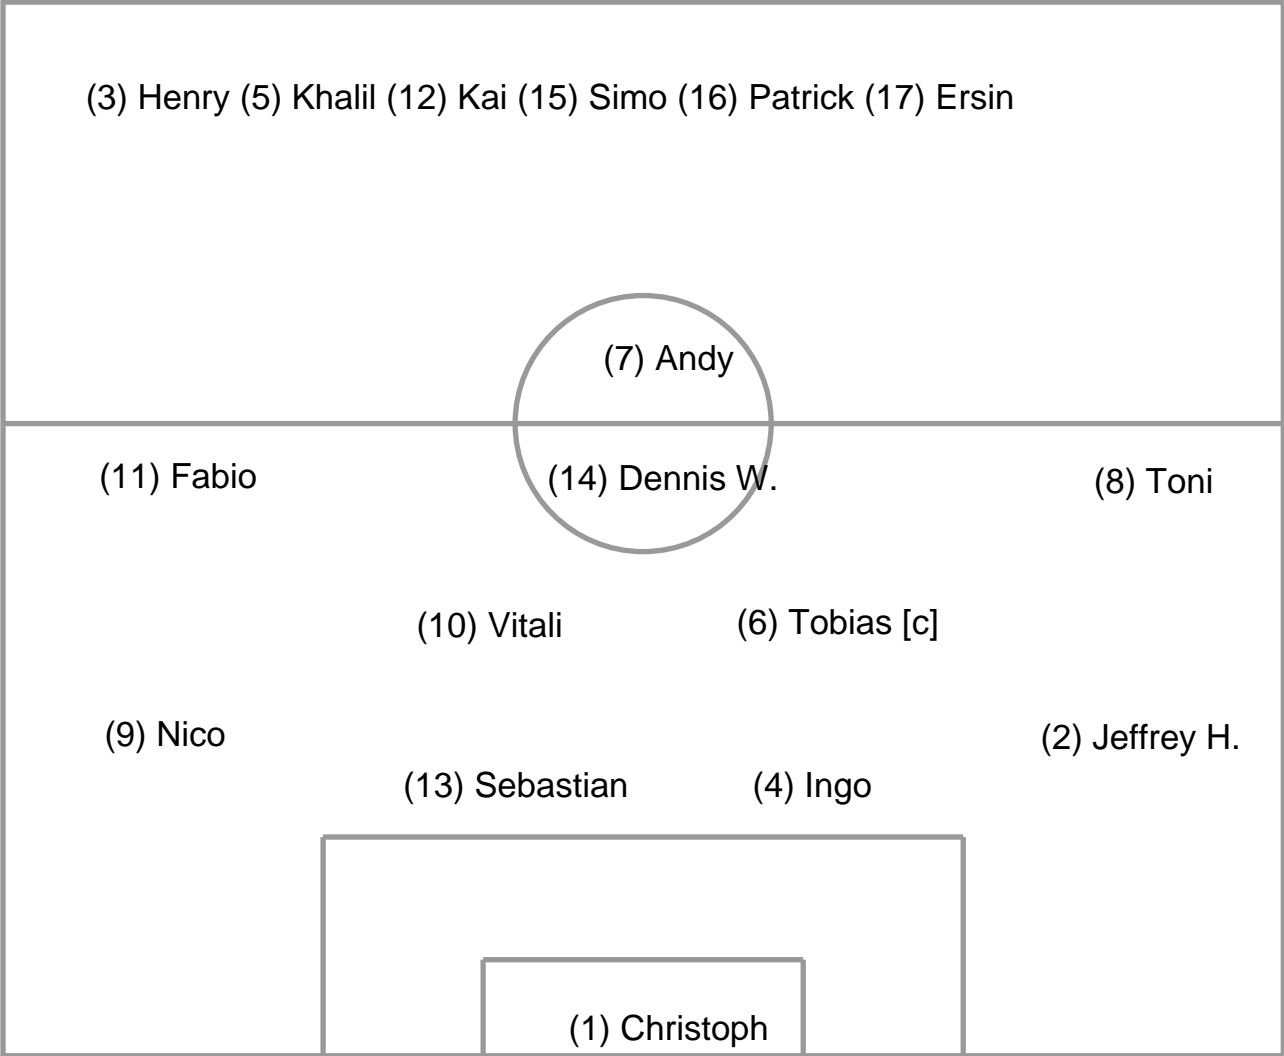 (3) Henry (5) Khalil (12) Kai (15) Simo (16) Patrick (17) Ersin
(7) Andy
(11) Fabio
(14) Dennis W.
(8) Toni
(10) Vitali
(6) Tobias [c]
(9) Nico
(2) Jeffrey H.
(13) Sebastian
(4) Ingo
(1) Christoph